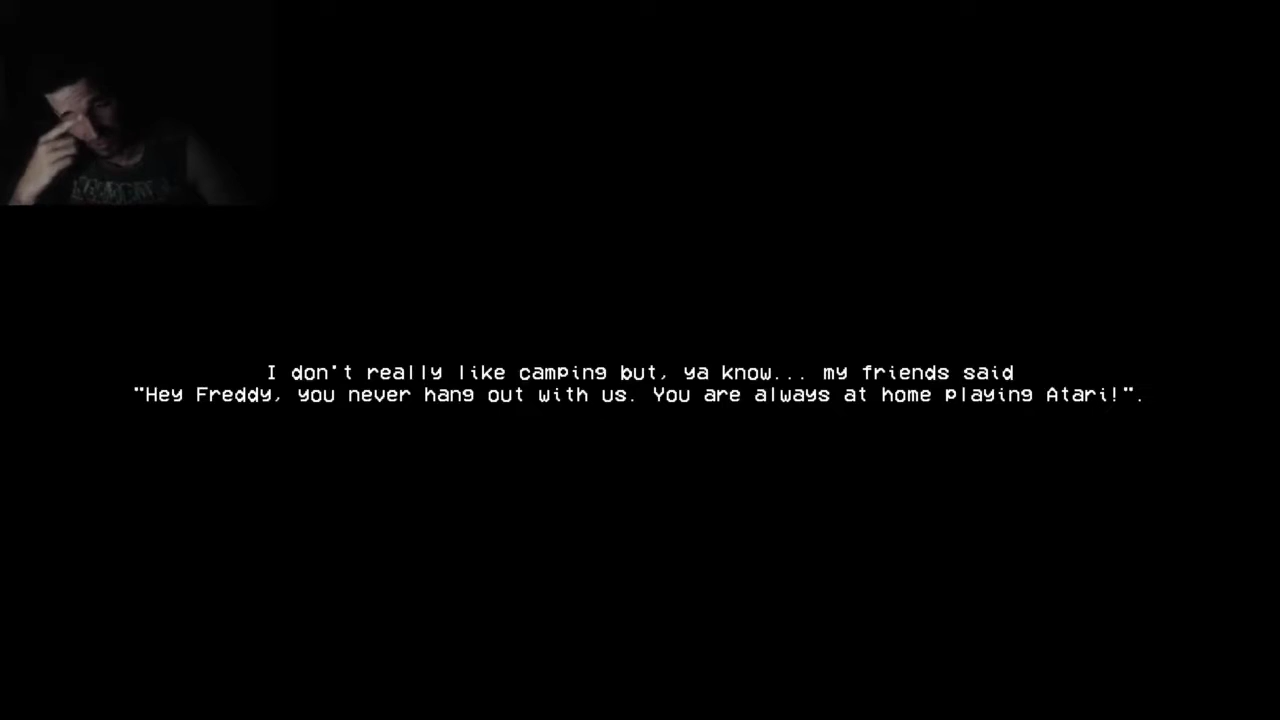 I don't really like camping but, ya know... my friends said
"Hey Freddy, you never hang out with us. You are always at home playing Atari!".